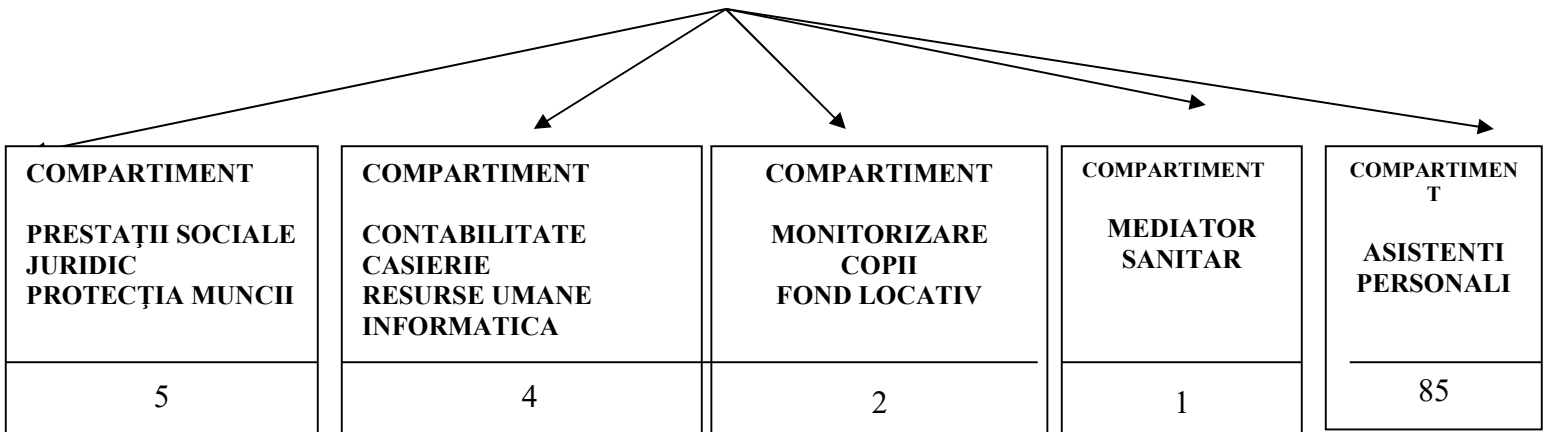 COMPARTIMENT
PRESTAŢII SOCIALE
JURIDIC
PROTECŢIA MUNCII
5
COMPARTIMENT
CONTABILITATE
CASIERIE
RESURSE UMANE
INFORMATICA
4
COMPARTIMENT
MONITORIZARE
COPII
FOND LOCATIV
2
COMPARTIMENT
MEDIATOR
SANITAR
1
COMPARTIMEN
T
ASISTENTI
PERSONALI
85